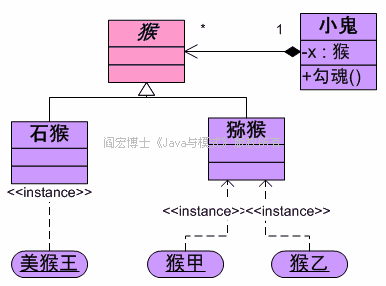 猴
*
1
小鬼
-x : 猴
+勾魂()
石猴
猕猴
阎宏博士《Java与模式》
<<instance>>
<<instance>>
<<instance>>
美猴王
猴甲
猴乙